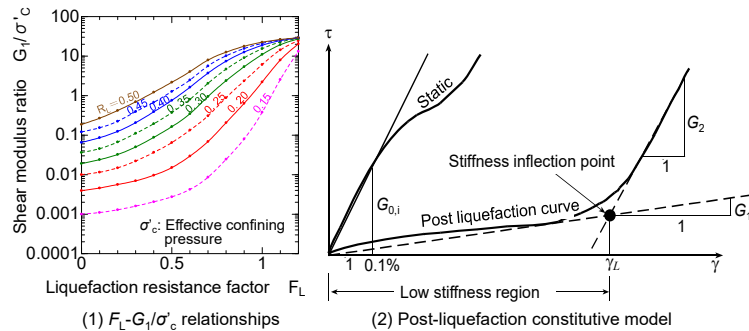 Shear modulus ratio G₁/σ'C
100
10
1
0.1
0.01
0.001
0.0001
RL=0.50
0.45
0.40
0.35
0.30
0.25
0.20
0.15
σ'c: Effective confining
pressure
0 0.5 1
Liquefaction resistance factor FL
(1) FL-G1/σ'c relationships
τ
Static
G2
1
Stiffness inflection point
G0,i
Post liquefaction curve
G1
1
1 0.1% γL γ
Low stiffness region
(2) Post-liquefaction constitutive model